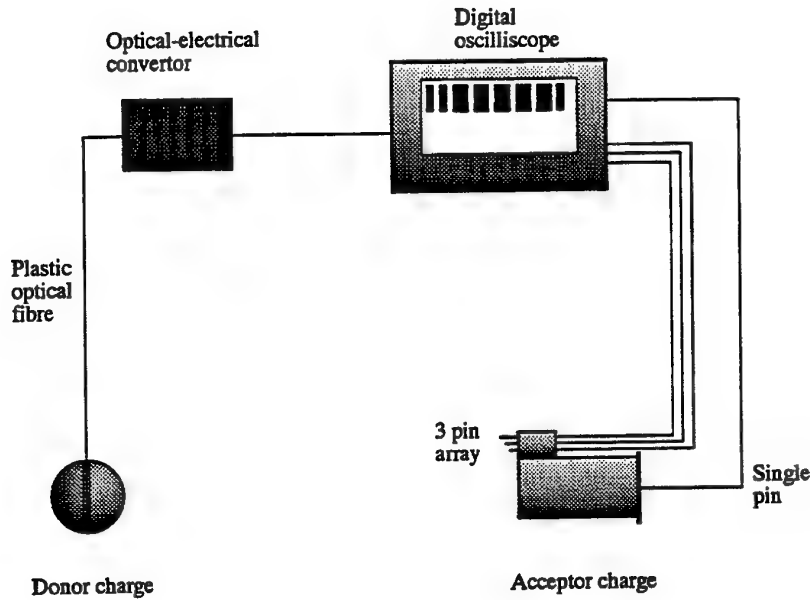 Digital
oscilliscope
Optical-electrical
convertor
Plastic
optical
fibre
3 pin
array
Single
pin
Donor charge
Acceptor charge